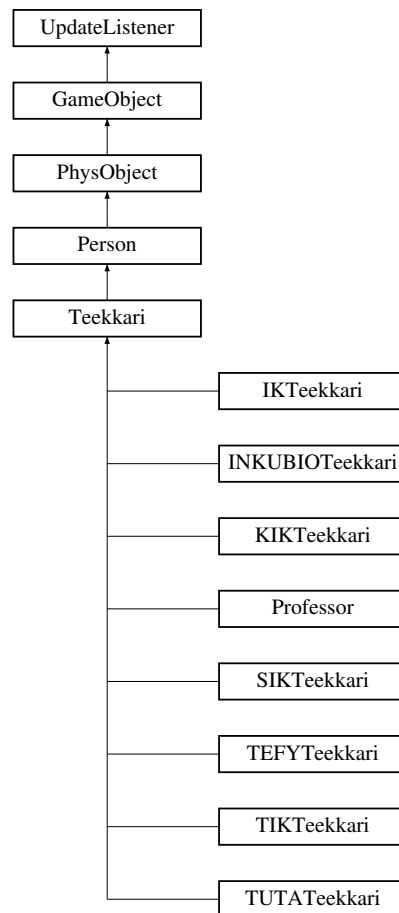 UpdateListener
GameObject
PhysObject
Person
Teekkari
IKTeekkari
INKUBIOTeekkari
KIKTeekkari
Professor
SIKTeekkari
TEFYTeekkari
TIKTeekkari
TUTATeekkari